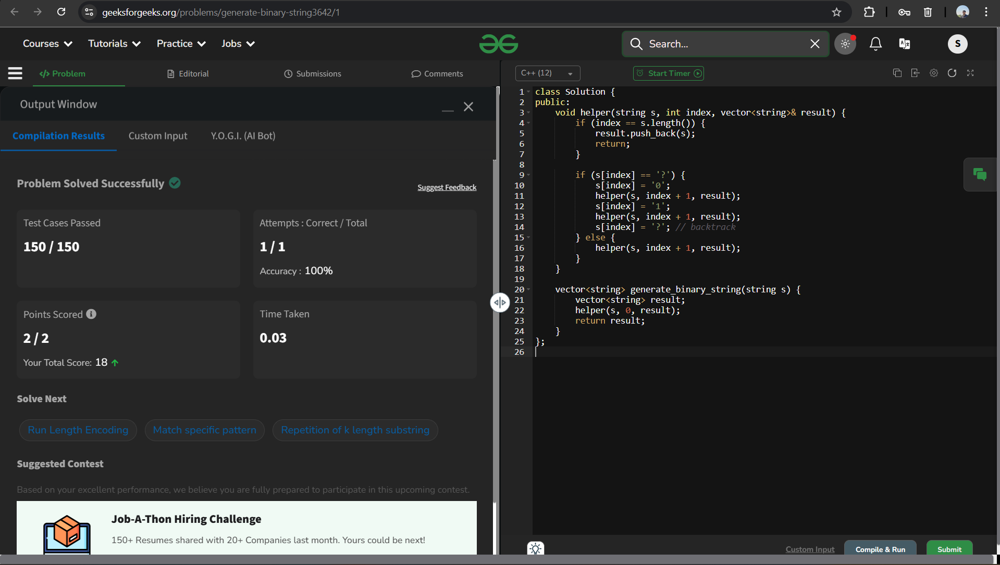 geeksforgeeks.org/problems/generate-binary-string3642/1
Courses Tutorials Practice Jobs
Search...
S
Problem Editorial Submissions Comments
Output Window
Compilation Results Custom Input Y.O.G.I. (AI Bot)
Problem Solved Successfully
Suggest Feedback
Test Cases Passed
150 / 150
Attempts : Correct / Total
1 / 1
Accuracy : 100%
Points Scored
2 / 2
Your Total Score: 18
Time Taken
0.03
Solve Next
Run Length Encoding Match specific pattern Repetition of k length substring
Suggested Contest
Based on your excellent performance, we believe you are fully prepared to participate in this upcoming contest.
Job-A-Thon Hiring Challenge
150+ Resumes shared with 20+ Companies last month. Yours could be next!
C++ (12) Start Timer
1 class Solution {
2 public:
3     void helper(string s, int index, vector<string>& result) {
4         if (index == s.length()) {
5             result.push_back(s);
6             return;
7         }
8
9         if (s[index] == '?') {
10             s[index] = '0';
11             helper(s, index + 1, result);
12             s[index] = '1';
13             helper(s, index + 1, result);
14             s[index] = '?'; // backtrack
15         } else {
16             helper(s, index + 1, result);
17         }
18     }
19
20     vector<string> generate_binary_string(string s) {
21         vector<string> result;
22         helper(s, 0, result);
23         return result;
24     }
25 };
26
Custom Input Compile & Run Submit